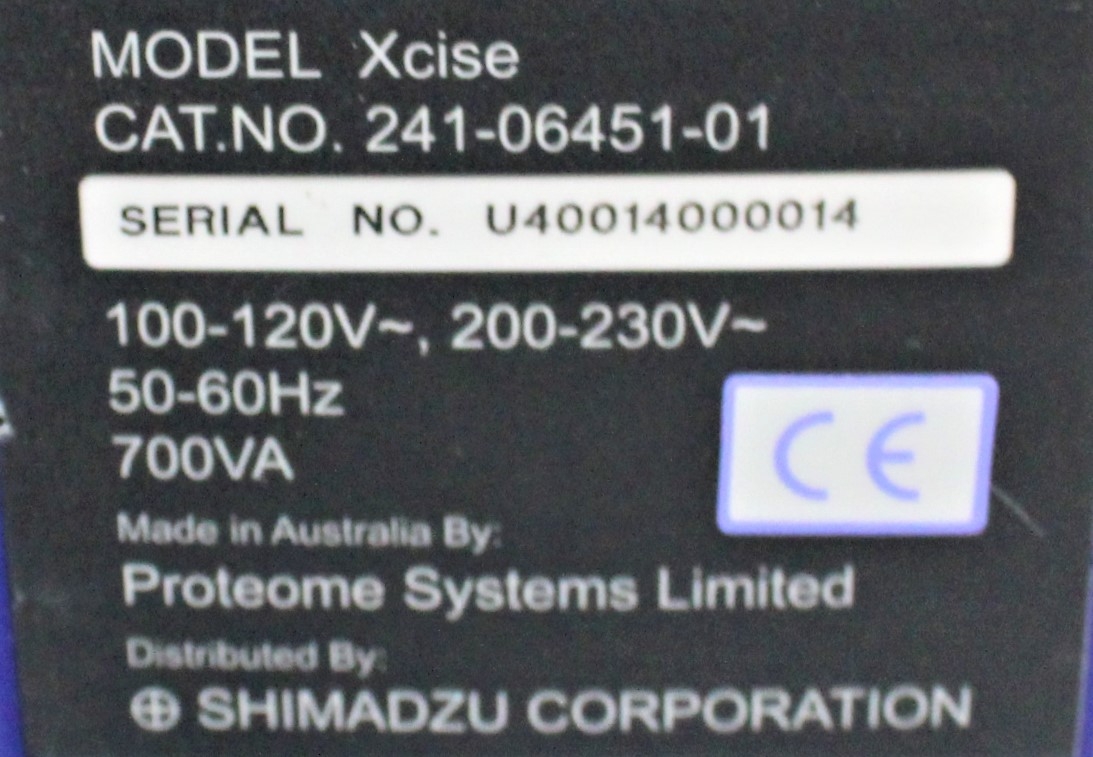 MODEL Xcise
CAT.NO. 241-06451-01
SERIAL NO. U40014000014
100-120V~, 200-230V~
50-60Hz
700VA
CE
Made in Australia By:
Proteome Systems Limited
Distributed By:
SHIMADZU CORPORATION